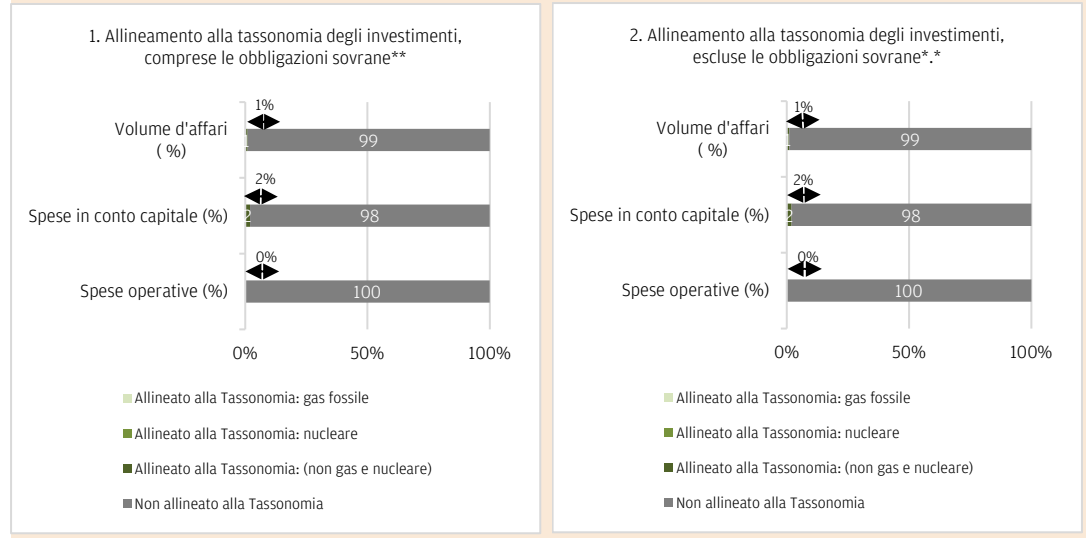 1. Allineamento alla tassonomia degli investimenti,
comprese le obbligazioni sovrane**
1%
Volume d'affari
( %)
1
99
2%
Spese in conto capitale (%)
2
98
0%
Spese operative (%)
100
0%
50%
100%
Allineato alla Tassonomia: gas fossile
Allineato alla Tassonomia: nucleare
Allineato alla Tassonomia: (non gas e nucleare)
Non allineato alla Tassonomia
2. Allineamento alla tassonomia degli investimenti,
escluse le obbligazioni sovrane*.*
1%
Volume d'affari
( %)
1
99
2%
Spese in conto capitale (%)
2
98
0%
Spese operative (%)
100
0%
50%
100%
Allineato alla Tassonomia: gas fossile
Allineato alla Tassonomia: nucleare
Allineato alla Tassonomia: (non gas e nucleare)
Non allineato alla Tassonomia